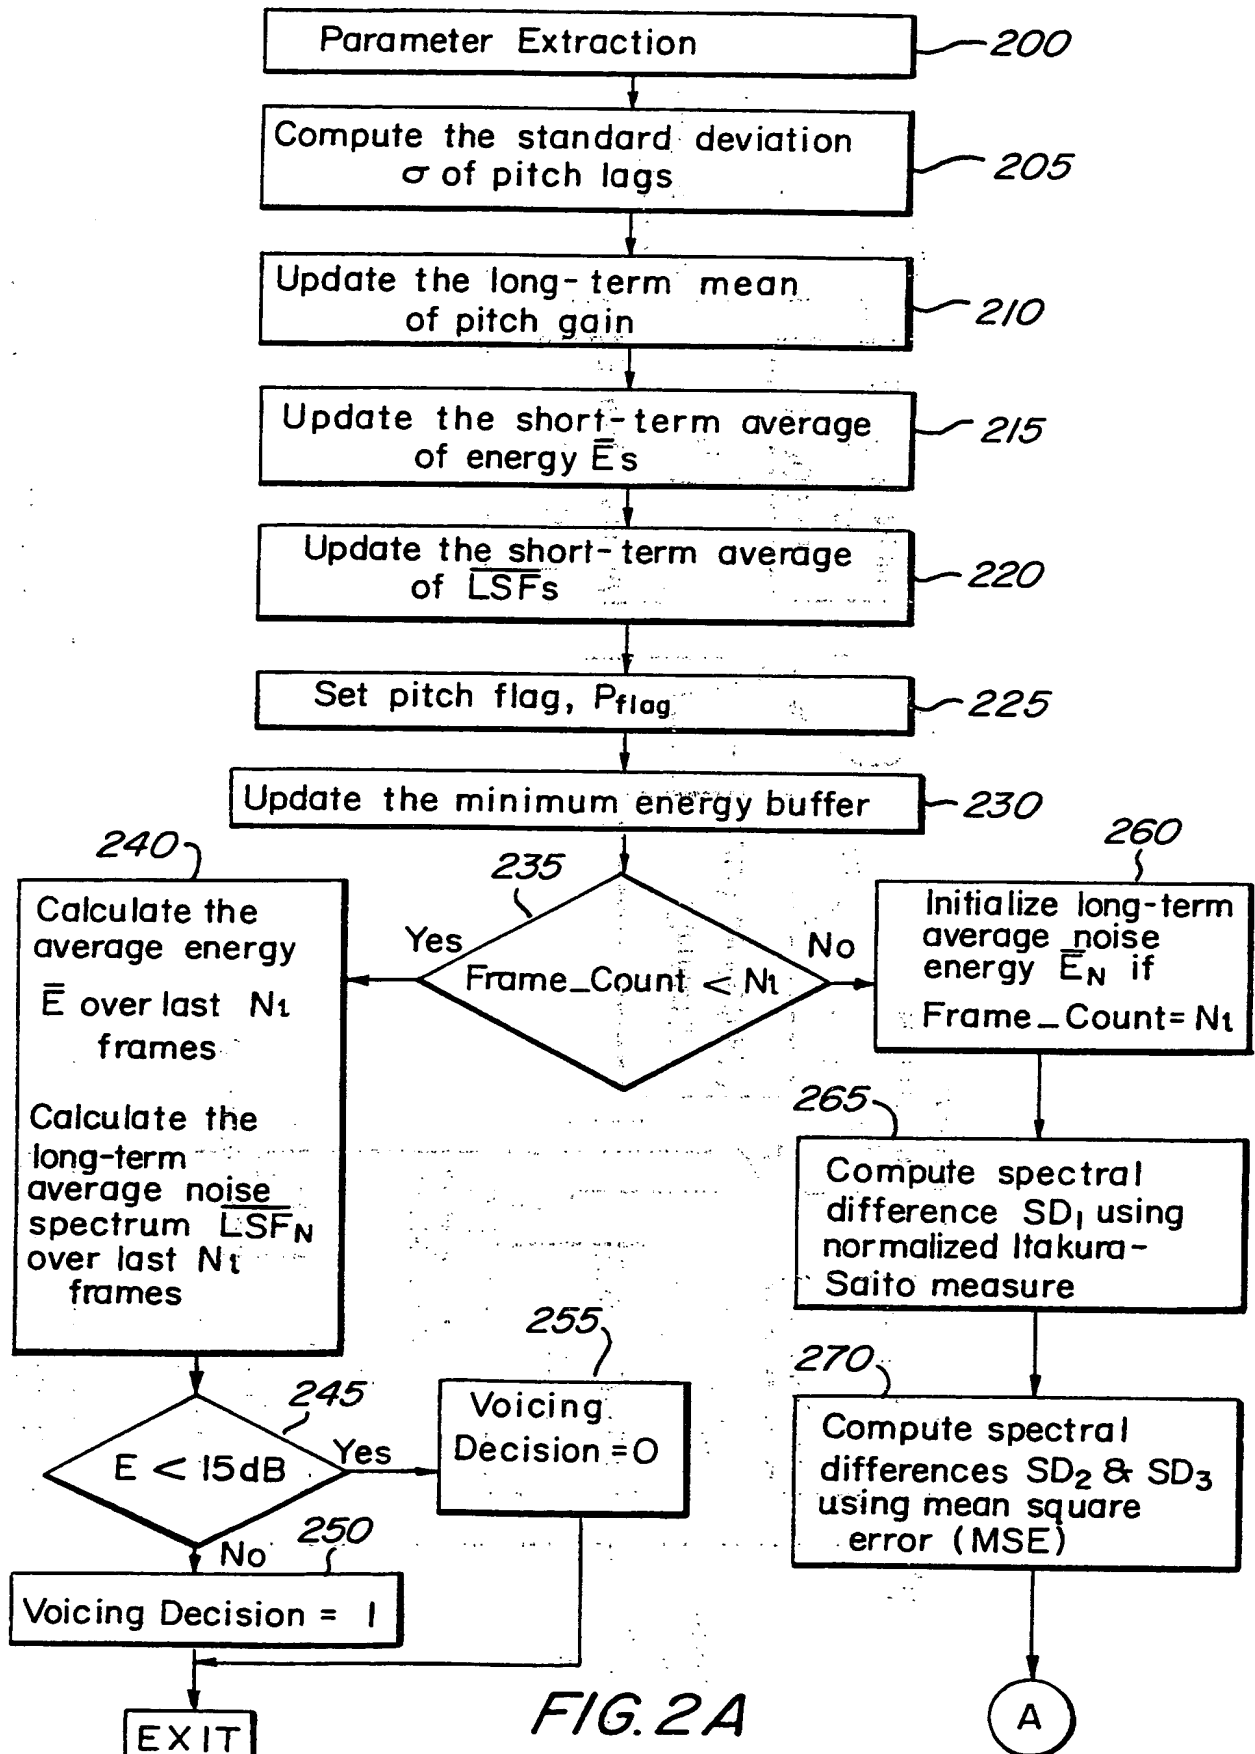 Parameter Extraction
200
Compute the standard deviation
σ of pitch lags
205
Update the long-term mean
of pitch gain
210
Update the short-term average
of energy E̅s
215
Update the short-term average
of L̅S̅F̅s
220
Set pitch flag, Pflag
225
Update the minimum energy buffer
230
235
Frame_Count < N1
Yes
No
240
Calculate the
average energy
E̅ over last N1
frames
Calculate the
long-term
average noise
spectrum L̅S̅F̅N
over last N1
frames
245
E < 15dB
Yes
No
255
Voicing
Decision = 0
250
Voicing Decision = 1
EXIT
260
Initialize long-term
average noise
energy E̅N if
Frame_Count = N1
265
Compute spectral
difference SD1 using
normalized Itakura-
Saito measure
270
Compute spectral
differences SD2 & SD3
using mean square
error (MSE)
A
FIG. 2A